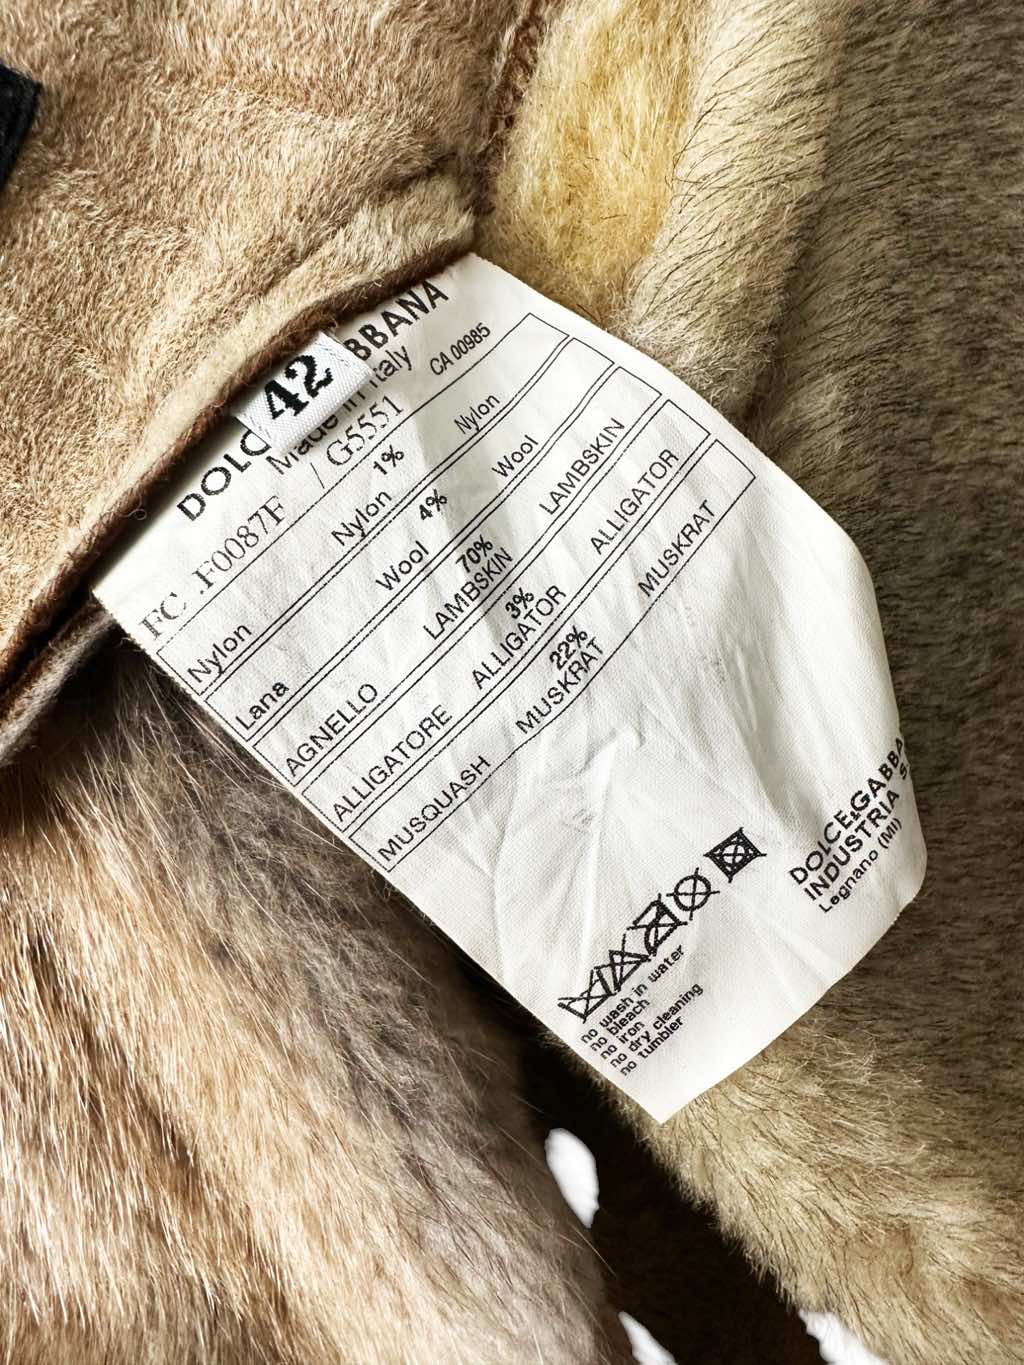 42
DOLC BBANA
Made in Italy
CA 00985
FC .F0087F / G5551
1%
Nylon Nylon Nylon
4%
Lana Wool Wool
70%
AGNELLO LAMBSKIN LAMBSKIN
3%
ALLIGATORE ALLIGATOR ALLIGATOR
22%
MUSQUASH MUSKRAT MUSKRAT
no wash in water
no bleach
no iron
no dry cleaning
no tumbler
DOLCE&GABBA
INDUSTRIA S
Legnano (MI)